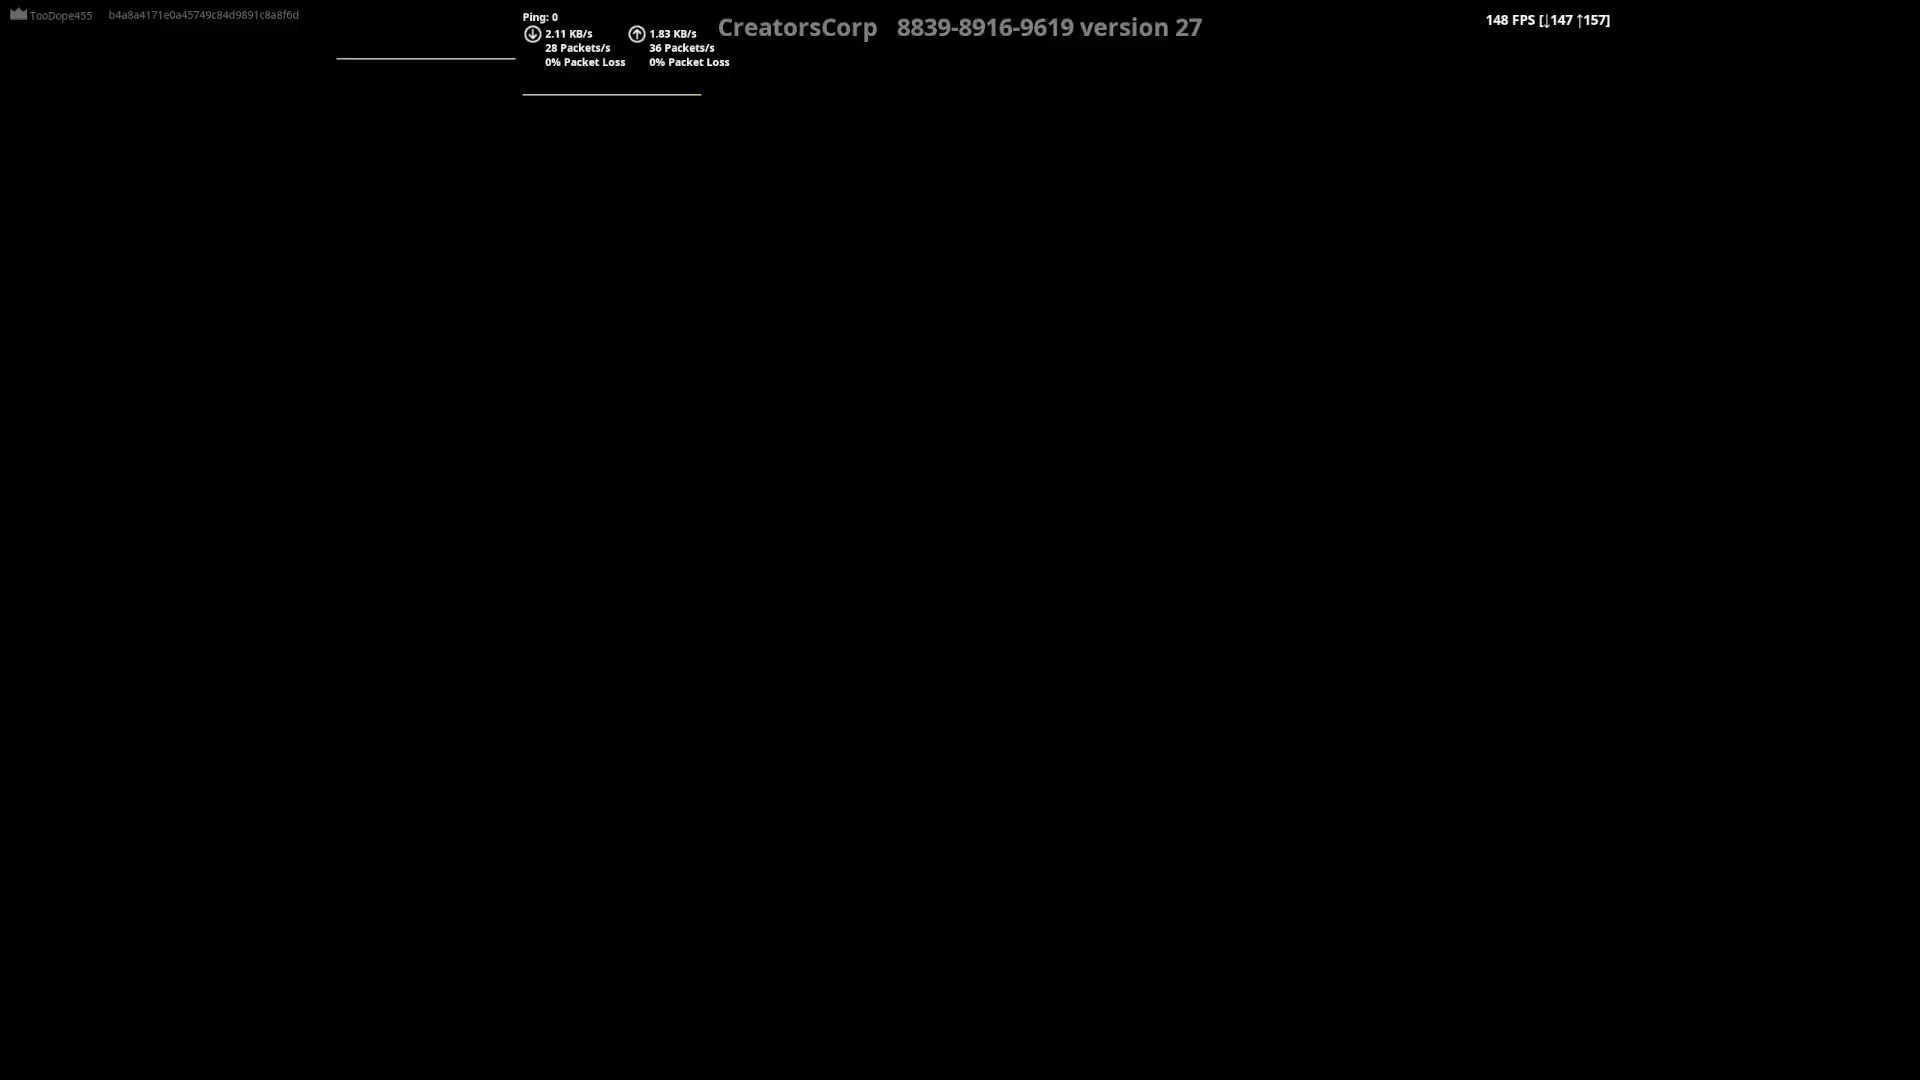 TooDope455 b4a8a4171e0a45749c84d9891c8a8f6d
Ping: 0
2.11 KB/s 1.83 KB/s
28 Packets/s 36 Packets/s
0% Packet Loss 0% Packet Loss
CreatorsCorp 8839-8916-9619 version 27
148 FPS [↓147 ↑157]